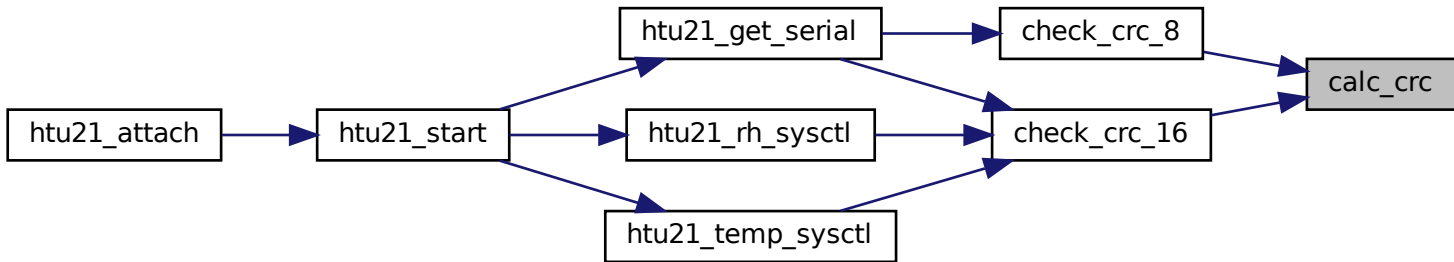 htu21_get_serial
check_crc_8
calc_crc
htu21_attach
htu21_start
htu21_rh_sysctl
check_crc_16
htu21_temp_sysctl